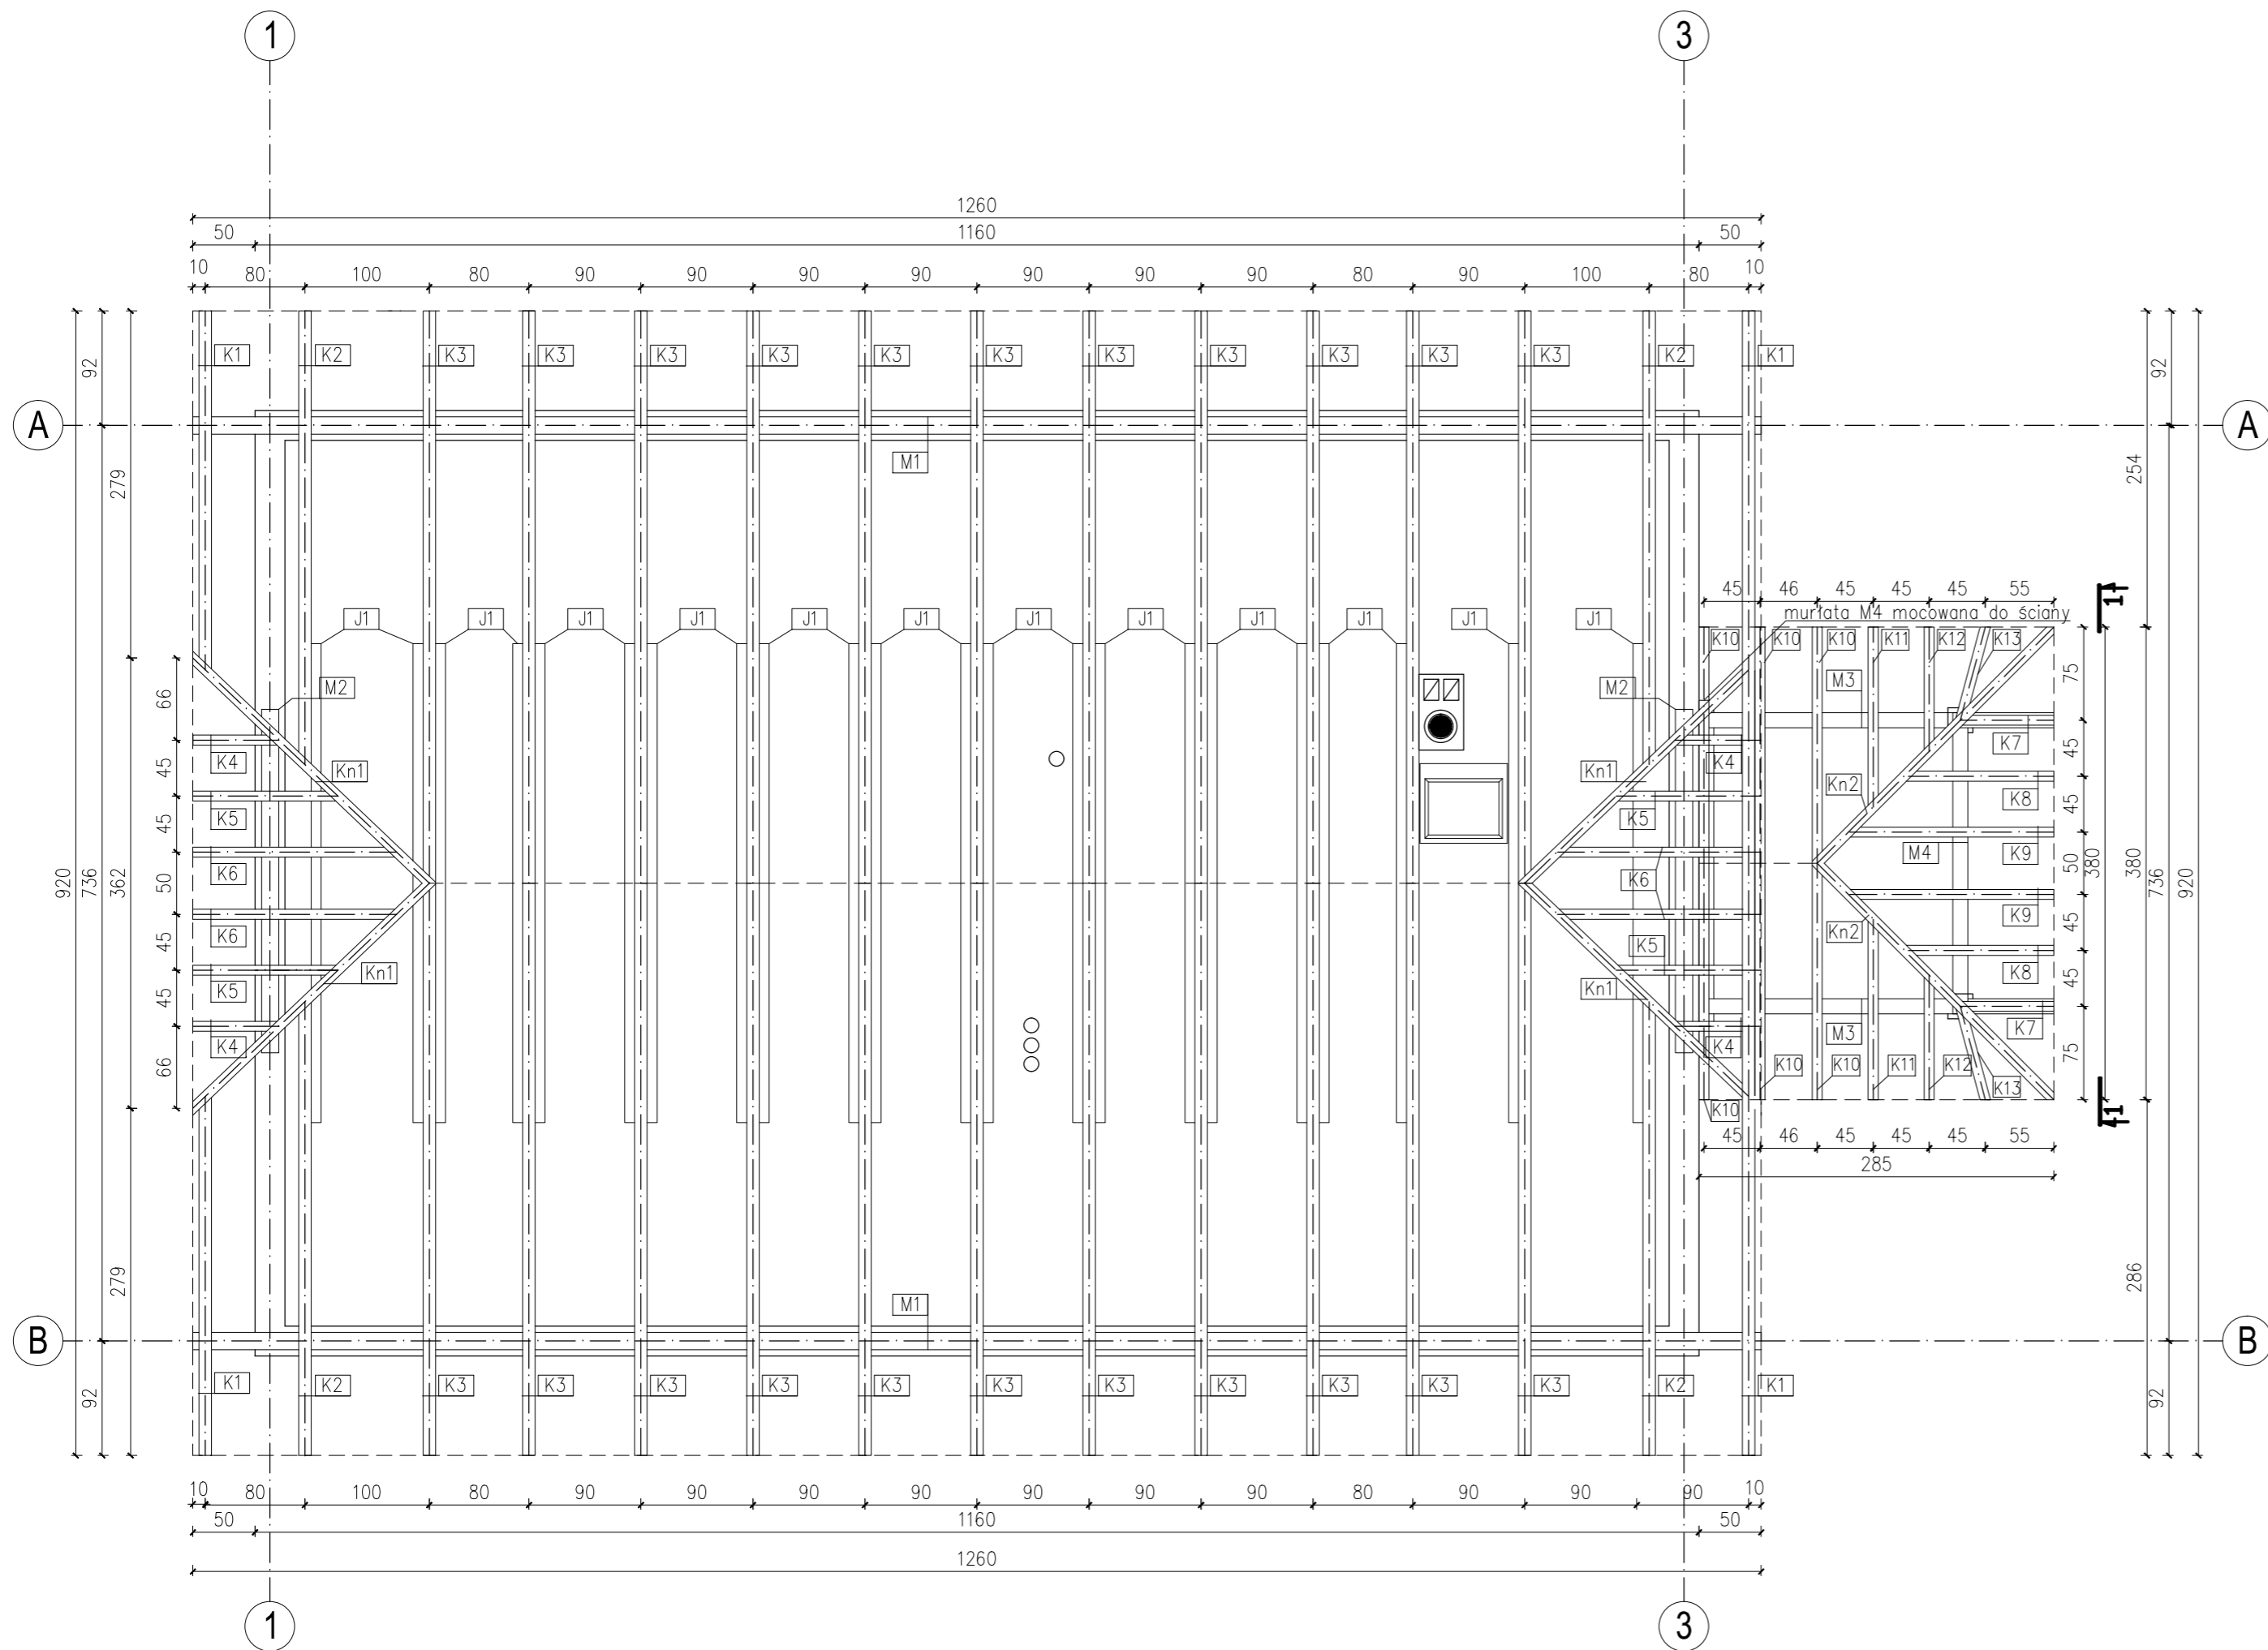 1 3
1260
50 1160 50
10 80 100 80 90 90 90 90 90 90 80 90 100 80 10
K1 K2 K3 K3 K3 K3 K3 K3 K3 K3 K3 K3 K3 K2 K1
92 92
A A
M1
279 254
J1 J1 J1 J1 J1 J1 J1 J1 J1 J1 J1 J1
45 46 45 45 45 55
1
murłata M4 mocowana do ściany
K10 K10 K10 K11 K12 K13
M2 M2 M3
66 75
K4 Kn1 Kn1 K4 K7
45 45
K5 K5 Kn2 K8
45 45
K6 K6 M4 K9
920 736 362 50 50 380 380 736 920
K6 Kn2 K9
45 45
K5 Kn1 K5 Kn1 K8
45 45
K4 K4 M3 K7
66 75
K10 K10 K11 K12 K13
K10
1
45 46 45 45 45 55
285
279 286
M1
B B
K1 K2 K3 K3 K3 K3 K3 K3 K3 K3 K3 K3 K3 K2 K1
92 92
10 80 100 80 90 90 90 90 90 90 80 90 90 90 10
50 1160 50
1260
1 3